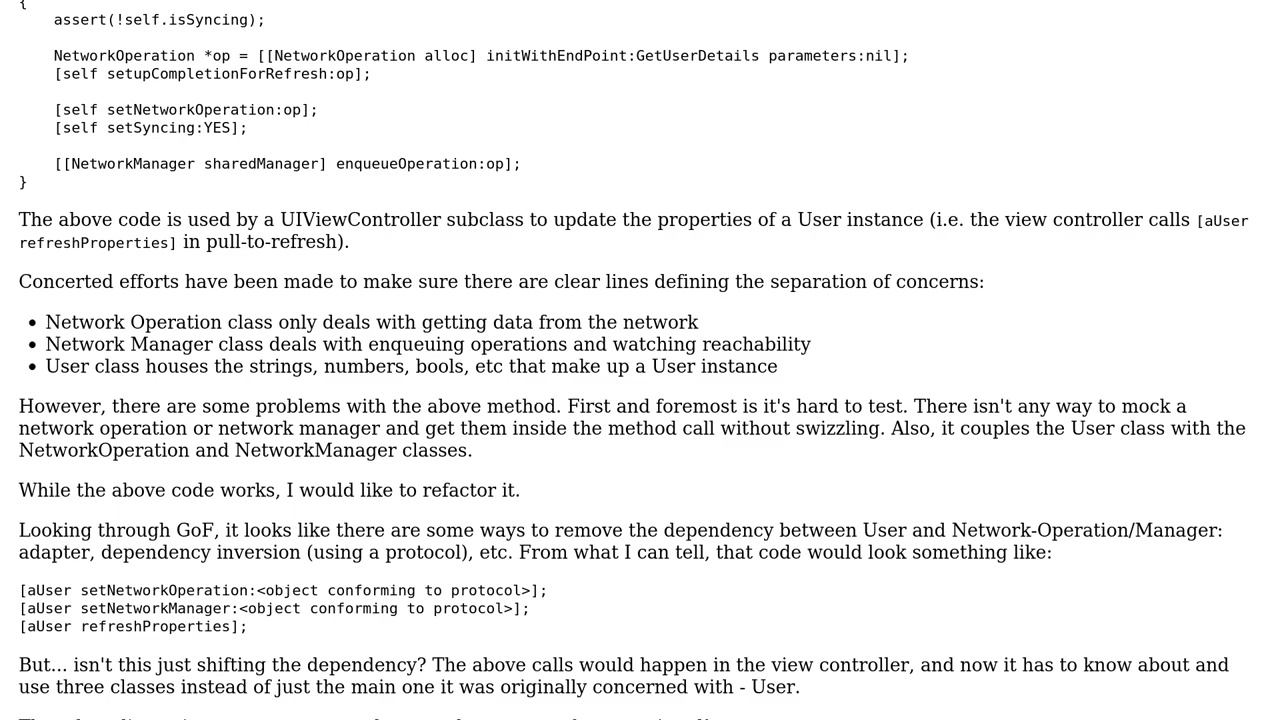 {
    assert(!self.isSyncing);

    NetworkOperation *op = [[NetworkOperation alloc] initWithEndPoint:GetUserDetails parameters:nil];
    [self setupCompletionForRefresh:op];

    [self setNetworkOperation:op];
    [self setSyncing:YES];

    [[NetworkManager sharedManager] enqueueOperation:op];
}
The above code is used by a UIViewController subclass to update the properties of a User instance (i.e. the view controller calls [aUser
refreshProperties] in pull-to-refresh).
Concerted efforts have been made to make sure there are clear lines defining the separation of concerns:
• Network Operation class only deals with getting data from the network
• Network Manager class deals with enqueuing operations and watching reachability
• User class houses the strings, numbers, bools, etc that make up a User instance
However, there are some problems with the above method. First and foremost is it's hard to test. There isn't any way to mock a
network operation or network manager and get them inside the method call without swizzling. Also, it couples the User class with the
NetworkOperation and NetworkManager classes.
While the above code works, I would like to refactor it.
Looking through GoF, it looks like there are some ways to remove the dependency between User and Network-Operation/Manager:
adapter, dependency inversion (using a protocol), etc. From what I can tell, that code would look something like:
[aUser setNetworkOperation:<object conforming to protocol>];
[aUser setNetworkManager:<object conforming to protocol>];
[aUser refreshProperties];
But... isn't this just shifting the dependency? The above calls would happen in the view controller, and now it has to know about and
use three classes instead of just the main one it was originally concerned with - User.